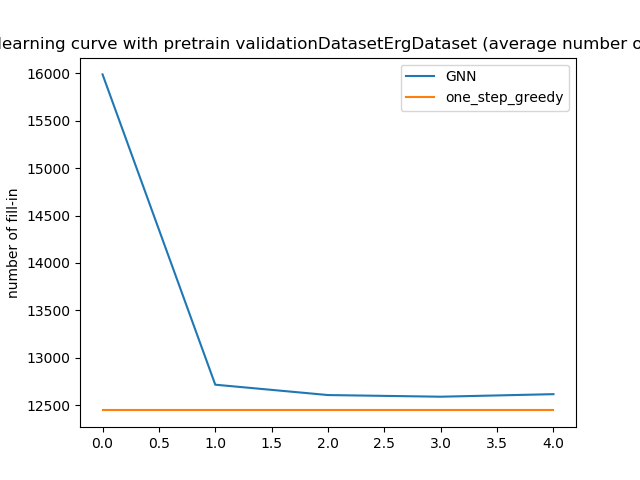 learning curve with pretrain validationDatasetErgDataset (average number o
GNN
one_step_greedy
number of fill-in
16000
15500
15000
14500
14000
13500
13000
12500
0.0 0.5 1.0 1.5 2.0 2.5 3.0 3.5 4.0